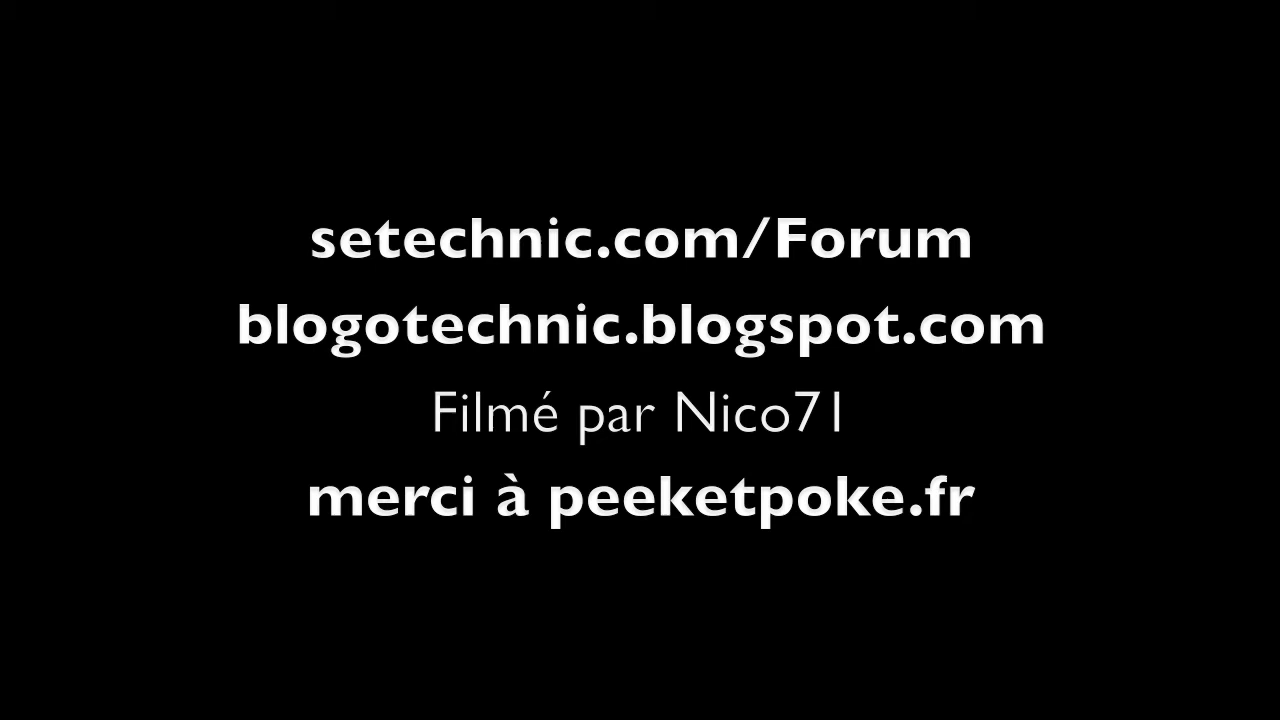 setechnic.com/Forum
blogotechnic.blogspot.com
Filmé par Nico71
merci à peeketpoke.fr